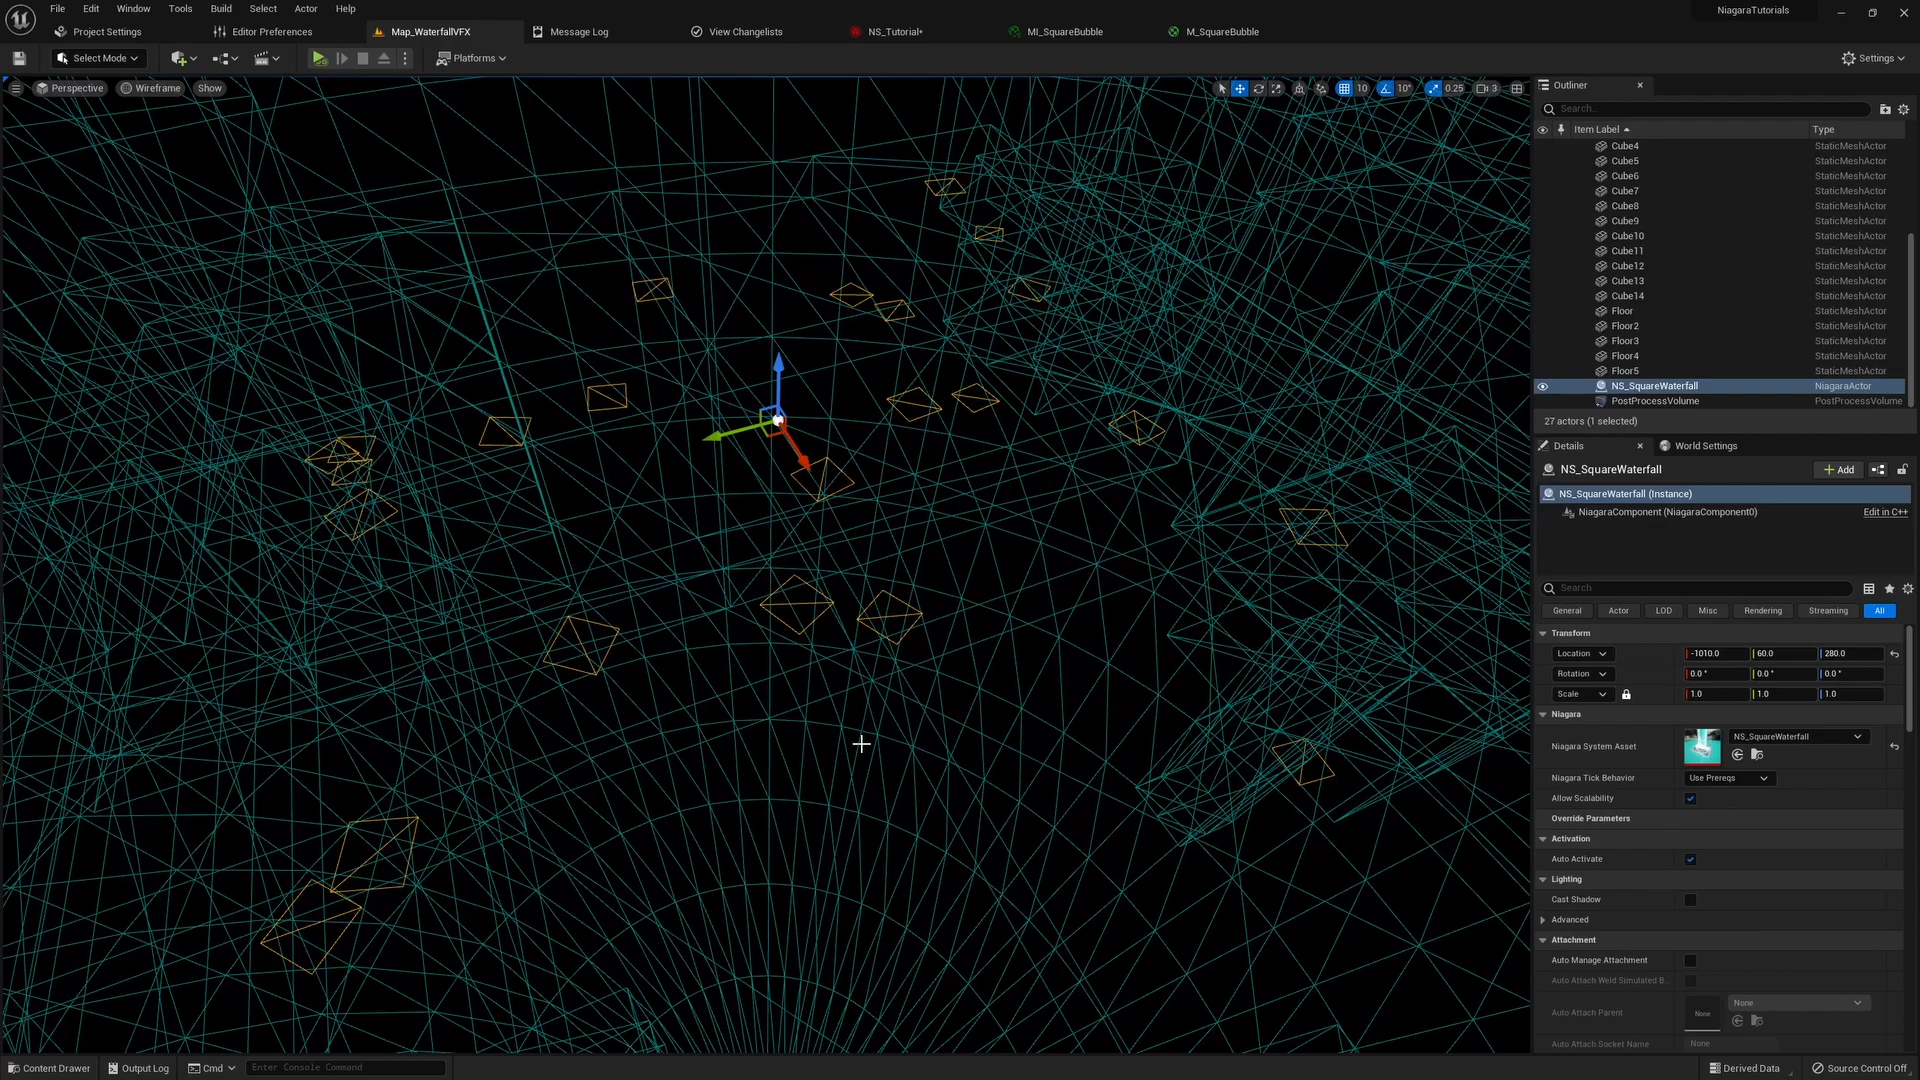 File Edit Window Tools Build Select Actor Help
NiagaraTutorials
Project Settings
Editor Preferences
Map_WaterfallVFX
Message Log
View Changelists
NS_Tutorial*
MI_SquareBubble
M_SquareBubble
Select Mode
Platforms
Settings
Perspective
Wireframe
Show
10
10°
0.25
3
Outliner
Search...
Item Label
Type
Cube4 StaticMeshActor
Cube5 StaticMeshActor
Cube6 StaticMeshActor
Cube7 StaticMeshActor
Cube8 StaticMeshActor
Cube9 StaticMeshActor
Cube10 StaticMeshActor
Cube11 StaticMeshActor
Cube12 StaticMeshActor
Cube13 StaticMeshActor
Cube14 StaticMeshActor
Floor StaticMeshActor
Floor2 StaticMeshActor
Floor3 StaticMeshActor
Floor4 StaticMeshActor
Floor5 StaticMeshActor
NS_SquareWaterfall NiagaraActor
PostProcessVolume PostProcessVolume
27 actors (1 selected)
Details
World Settings
NS_SquareWaterfall
Add
NS_SquareWaterfall (Instance)
NiagaraComponent (NiagaraComponent0)
Edit in C++
Search
General Actor LOD Misc Rendering Streaming All
Transform
Location -1010.0 60.0 280.0
Rotation 0.0 ° 0.0 ° 0.0 °
Scale 1.0 1.0 1.0
Niagara
Niagara System Asset NS_SquareWaterfall
Niagara Tick Behavior Use Prereqs
Allow Scalability
Override Parameters
Activation
Auto Activate
Lighting
Cast Shadow
Advanced
Attachment
Auto Manage Attachment
Auto Attach Weld Simulated B...
Auto Attach Parent None None
Auto Attach Socket Name None
Content Drawer
Output Log
Cmd
Enter Console Command
Derived Data
Source Control Off